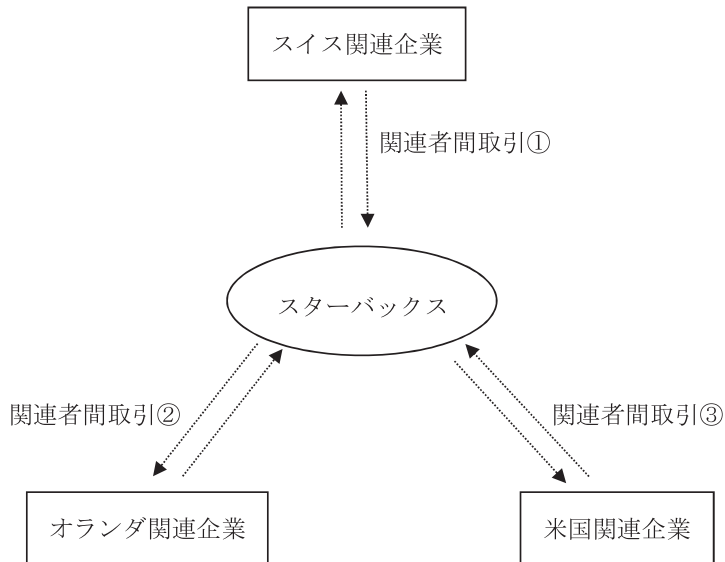 スイス関連企業
関連者間取引①
スターバックス
関連者間取引②
関連者間取引③
オランダ関連企業
米国関連企業